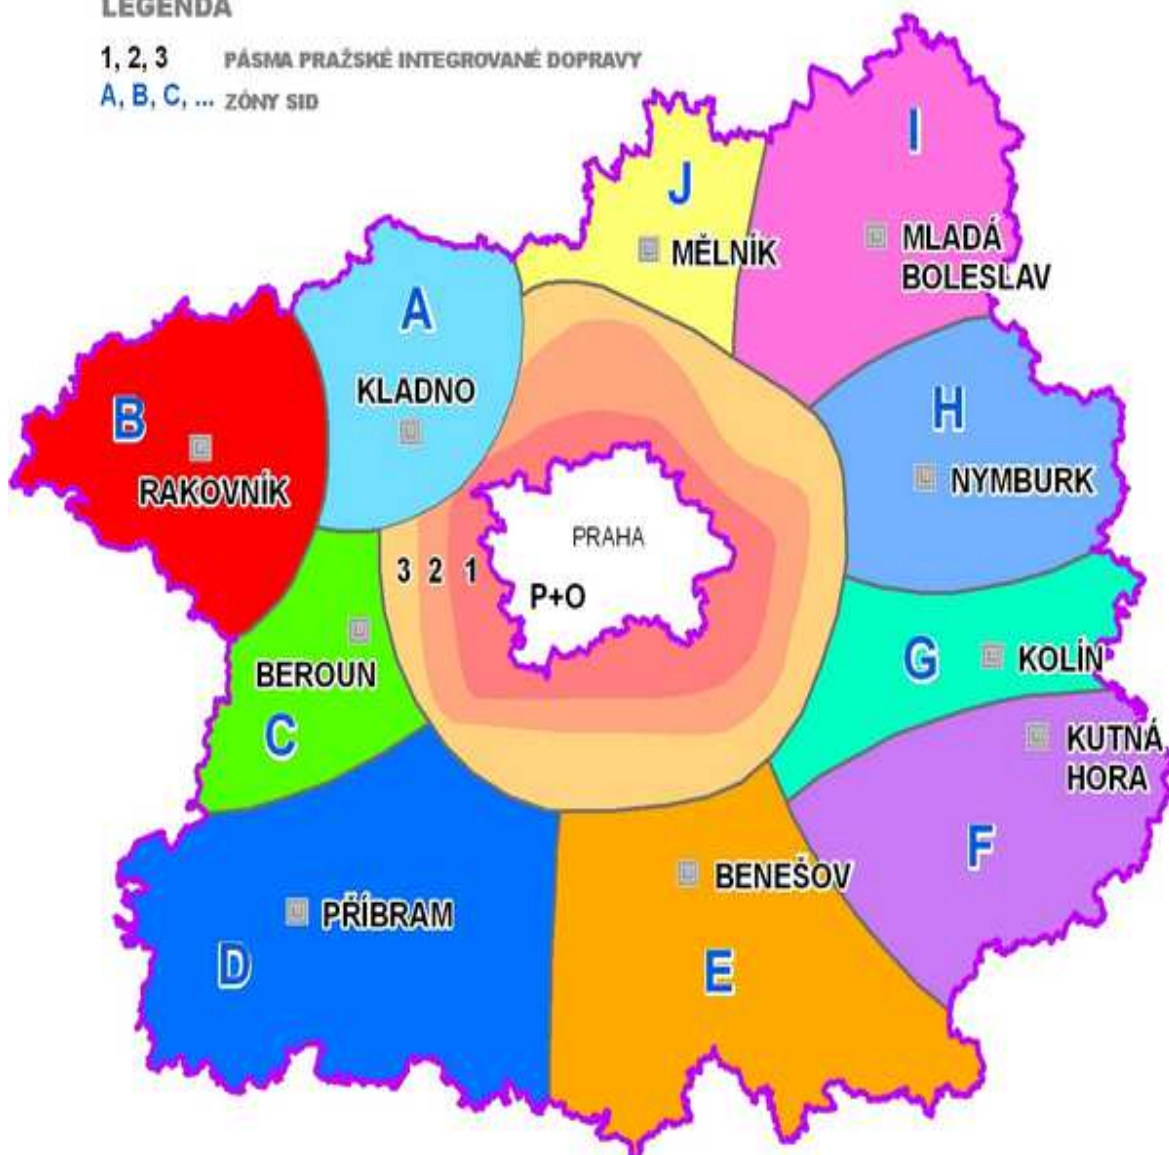 LEGENDA
1, 2, 3 PÁSMA PRAŽSKÉ INTEGROVANÉ DOPRAVY
A, B, C, ... ZÓNY SID
I
J
MĚLNÍK
MLADÁ
BOLESLAV
A
KLADNO
B
RAKOVNÍK
H
NYMBURK
PRAHA
P+O
3 2 1
BEROUN
C
G
KOLÍN
KUTNÁ
HORA
F
BENEŠOV
E
PŘÍBRAM
D